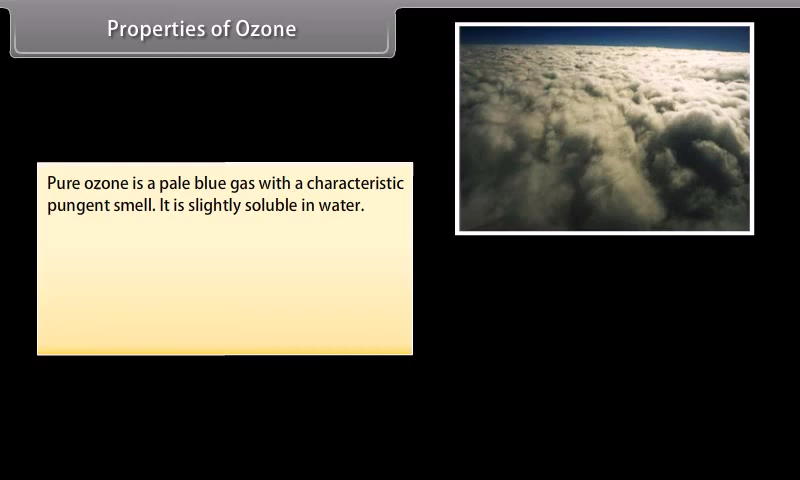 Properties of Ozone
Pure ozone is a pale blue gas with a characteristic
pungent smell. It is slightly soluble in water.